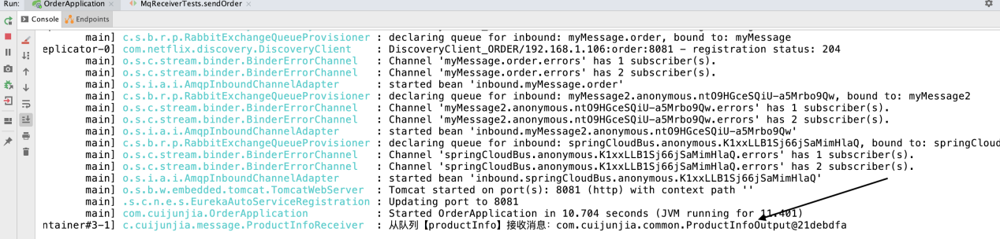 Run: OrderApplication × MqReceiverTests.sendOrder ×
Console Endpoints
main] c.s.b.r.p.RabbitExchangeQueueProvisioner : declaring queue for inbound: myMessage.order, bound to: myMessage
eplicator-0] com.netflix.discovery.DiscoveryClient : DiscoveryClient_ORDER/192.168.1.106:order:8081 - registration status: 204
main] o.s.c.stream.binder.BinderErrorChannel : Channel 'myMessage.order.errors' has 1 subscriber(s).
main] o.s.c.stream.binder.BinderErrorChannel : Channel 'myMessage.order.errors' has 2 subscriber(s).
main] o.s.i.a.i.AmqpInboundChannelAdapter : started bean 'inbound.myMessage.order'
main] c.s.b.r.p.RabbitExchangeQueueProvisioner : declaring queue for inbound: myMessage2.anonymous.ntO9HGceSQiU-a5Mrbo9Qw, bound to: myMessage2
main] o.s.c.stream.binder.BinderErrorChannel : Channel 'myMessage2.anonymous.ntO9HGceSQiU-a5Mrbo9Qw.errors' has 1 subscriber(s).
main] o.s.c.stream.binder.BinderErrorChannel : Channel 'myMessage2.anonymous.ntO9HGceSQiU-a5Mrbo9Qw.errors' has 2 subscriber(s).
main] o.s.i.a.i.AmqpInboundChannelAdapter : started bean 'inbound.myMessage2.anonymous.ntO9HGceSQiU-a5Mrbo9Qw'
main] c.s.b.r.p.RabbitExchangeQueueProvisioner : declaring queue for inbound: springCloudBus.anonymous.K1xxLLB1Sj66jSaMimHlaQ, bound to: springCloud
main] o.s.c.stream.binder.BinderErrorChannel : Channel 'springCloudBus.anonymous.K1xxLLB1Sj66jSaMimHlaQ.errors' has 1 subscriber(s).
main] o.s.c.stream.binder.BinderErrorChannel : Channel 'springCloudBus.anonymous.K1xxLLB1Sj66jSaMimHlaQ.errors' has 2 subscriber(s).
main] o.s.i.a.i.AmqpInboundChannelAdapter : started bean 'inbound.springCloudBus.anonymous.K1xxLLB1Sj66jSaMimHlaQ'
main] o.s.b.w.embedded.tomcat.TomcatWebServer : Tomcat started on port(s): 8081 (http) with context path ''
main] .s.c.n.e.s.EurekaAutoServiceRegistration : Updating port to 8081
main] com.cuijunjia.OrderApplication : Started OrderApplication in 10.704 seconds (JVM running for 11.401)
ntainer#3-1] c.cuijunjia.message.ProductInfoReceiver : 从队列【productInfo】接收消息: com.cuijunjia.common.ProductInfoOutput@21debdfa